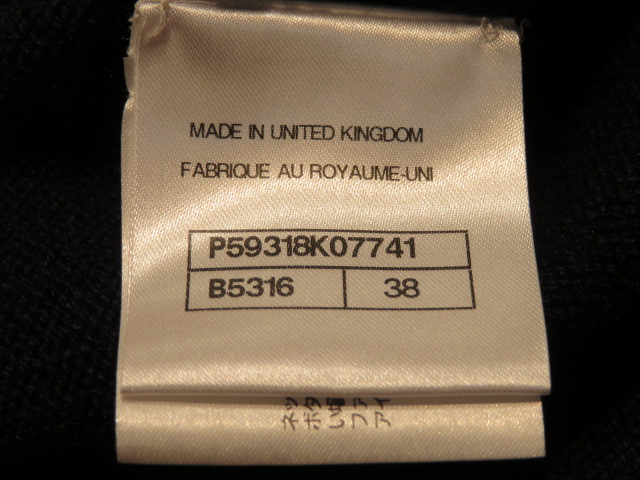 MADE IN UNITED KINGDOM
FABRIQUE AU ROYAUME-UNI
P59318K07741
B5316 38